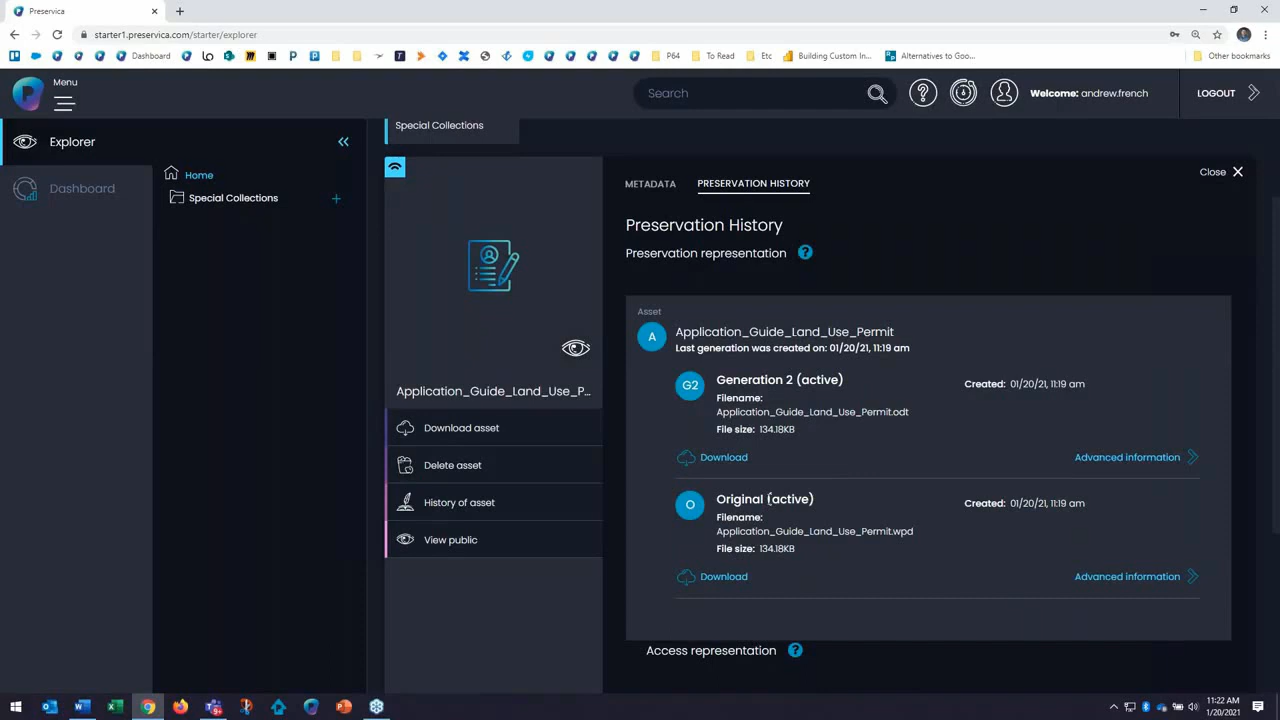 Preservica
starter1.preservica.com/starter/explorer
Dashboard
P64
To Read
Etc
Building Custom In...
Alternatives to Goo...
Other bookmarks
Menu
Search
Welcome: andrew.french
LOGOUT
Explorer
Dashboard
Home
Special Collections
Special Collections
Application_Guide_Land_Use_P...
Download asset
Delete asset
History of asset
View public
METADATA
PRESERVATION HISTORY
Close
Preservation History
Preservation representation ?
Asset
A
Application_Guide_Land_Use_Permit
Last generation was created on: 01/20/21, 11:19 am
G2
Generation 2 (active)
Created: 01/20/21, 11:19 am
Filename:
Application_Guide_Land_Use_Permit.odt
File size: 134.18KB
Download
Advanced information
O
Original (active)
Created: 01/20/21, 11:19 am
Filename:
Application_Guide_Land_Use_Permit.wpd
File size: 134.18KB
Download
Advanced information
Access representation ?
11:22 AM
1/20/2021